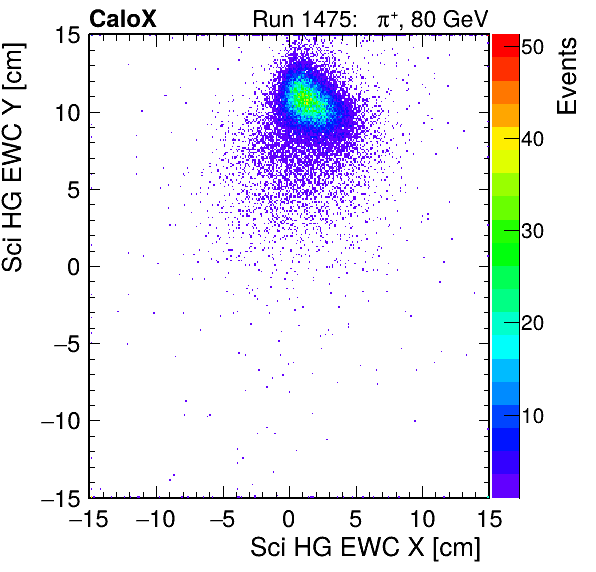 CaloX Run 1475: π⁺, 80 GeV
Sci HG EWC Y [cm]
15
10
5
0
−5
−10
−15
−15 −10 −5 0 5 10 15
Sci HG EWC X [cm]
Events
50
40
30
20
10